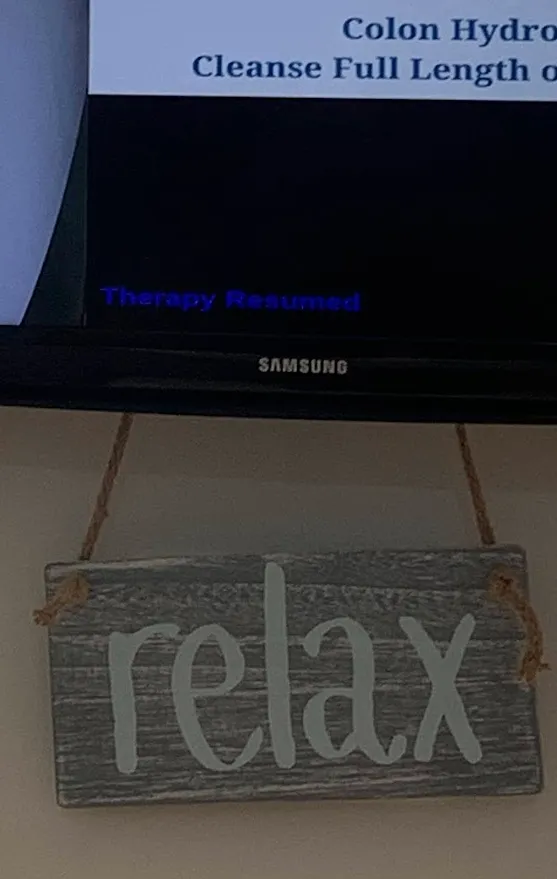 Colon Hydro
Cleanse Full Length o
Therapy Resumed
SAMSUNG
relax